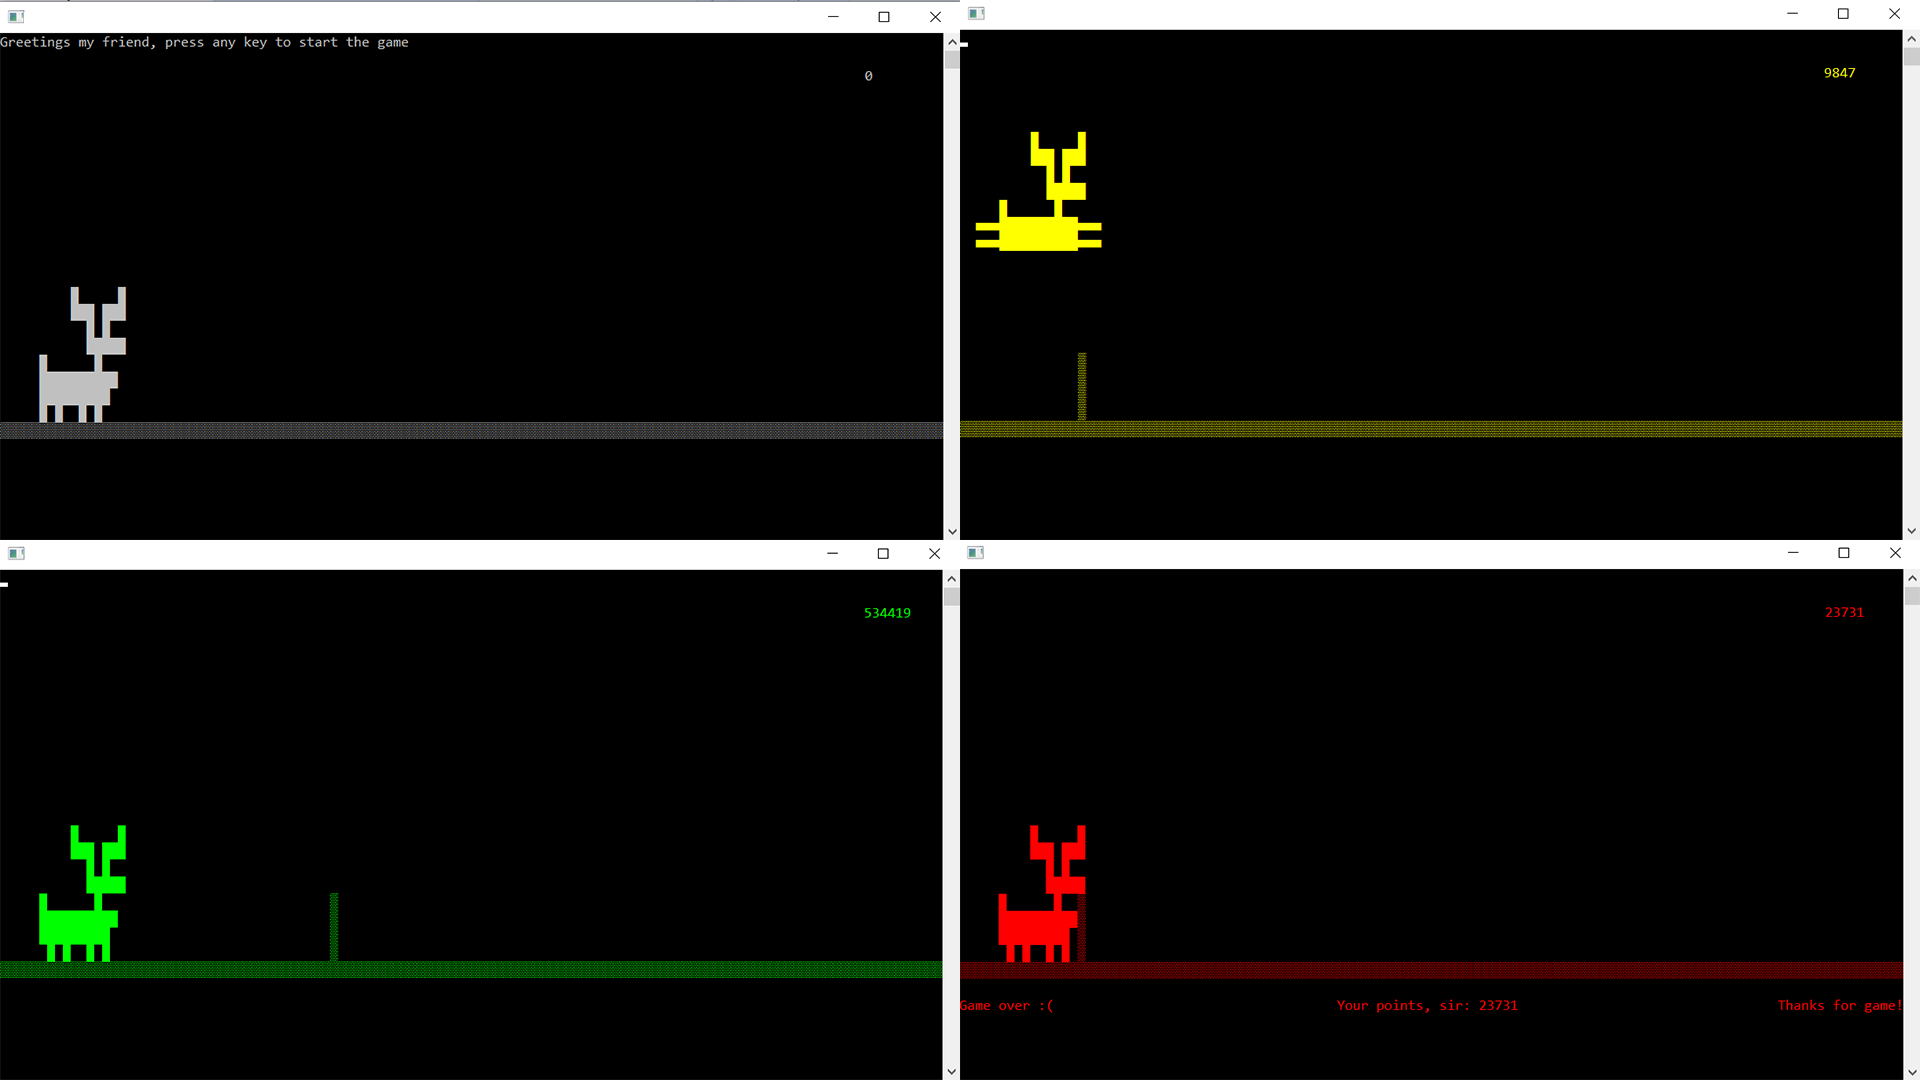 Greetings my friend, press any key to start the game
0
9847
534419
23731
Game over :(
Your points, sir: 23731
Thanks for game!